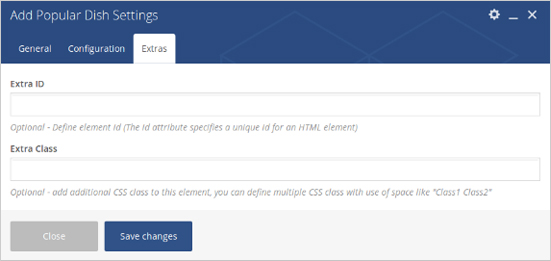 Add Popular Dish Settings
General Configuration Extras
Extra ID
Optional - Define element id (The Id attribute specifies a unique id for an HTML element)
Extra Class
Optional - add additional CSS class to this element, you can define multiple CSS class with use of space like "Class1 Class2"
Close Save changes